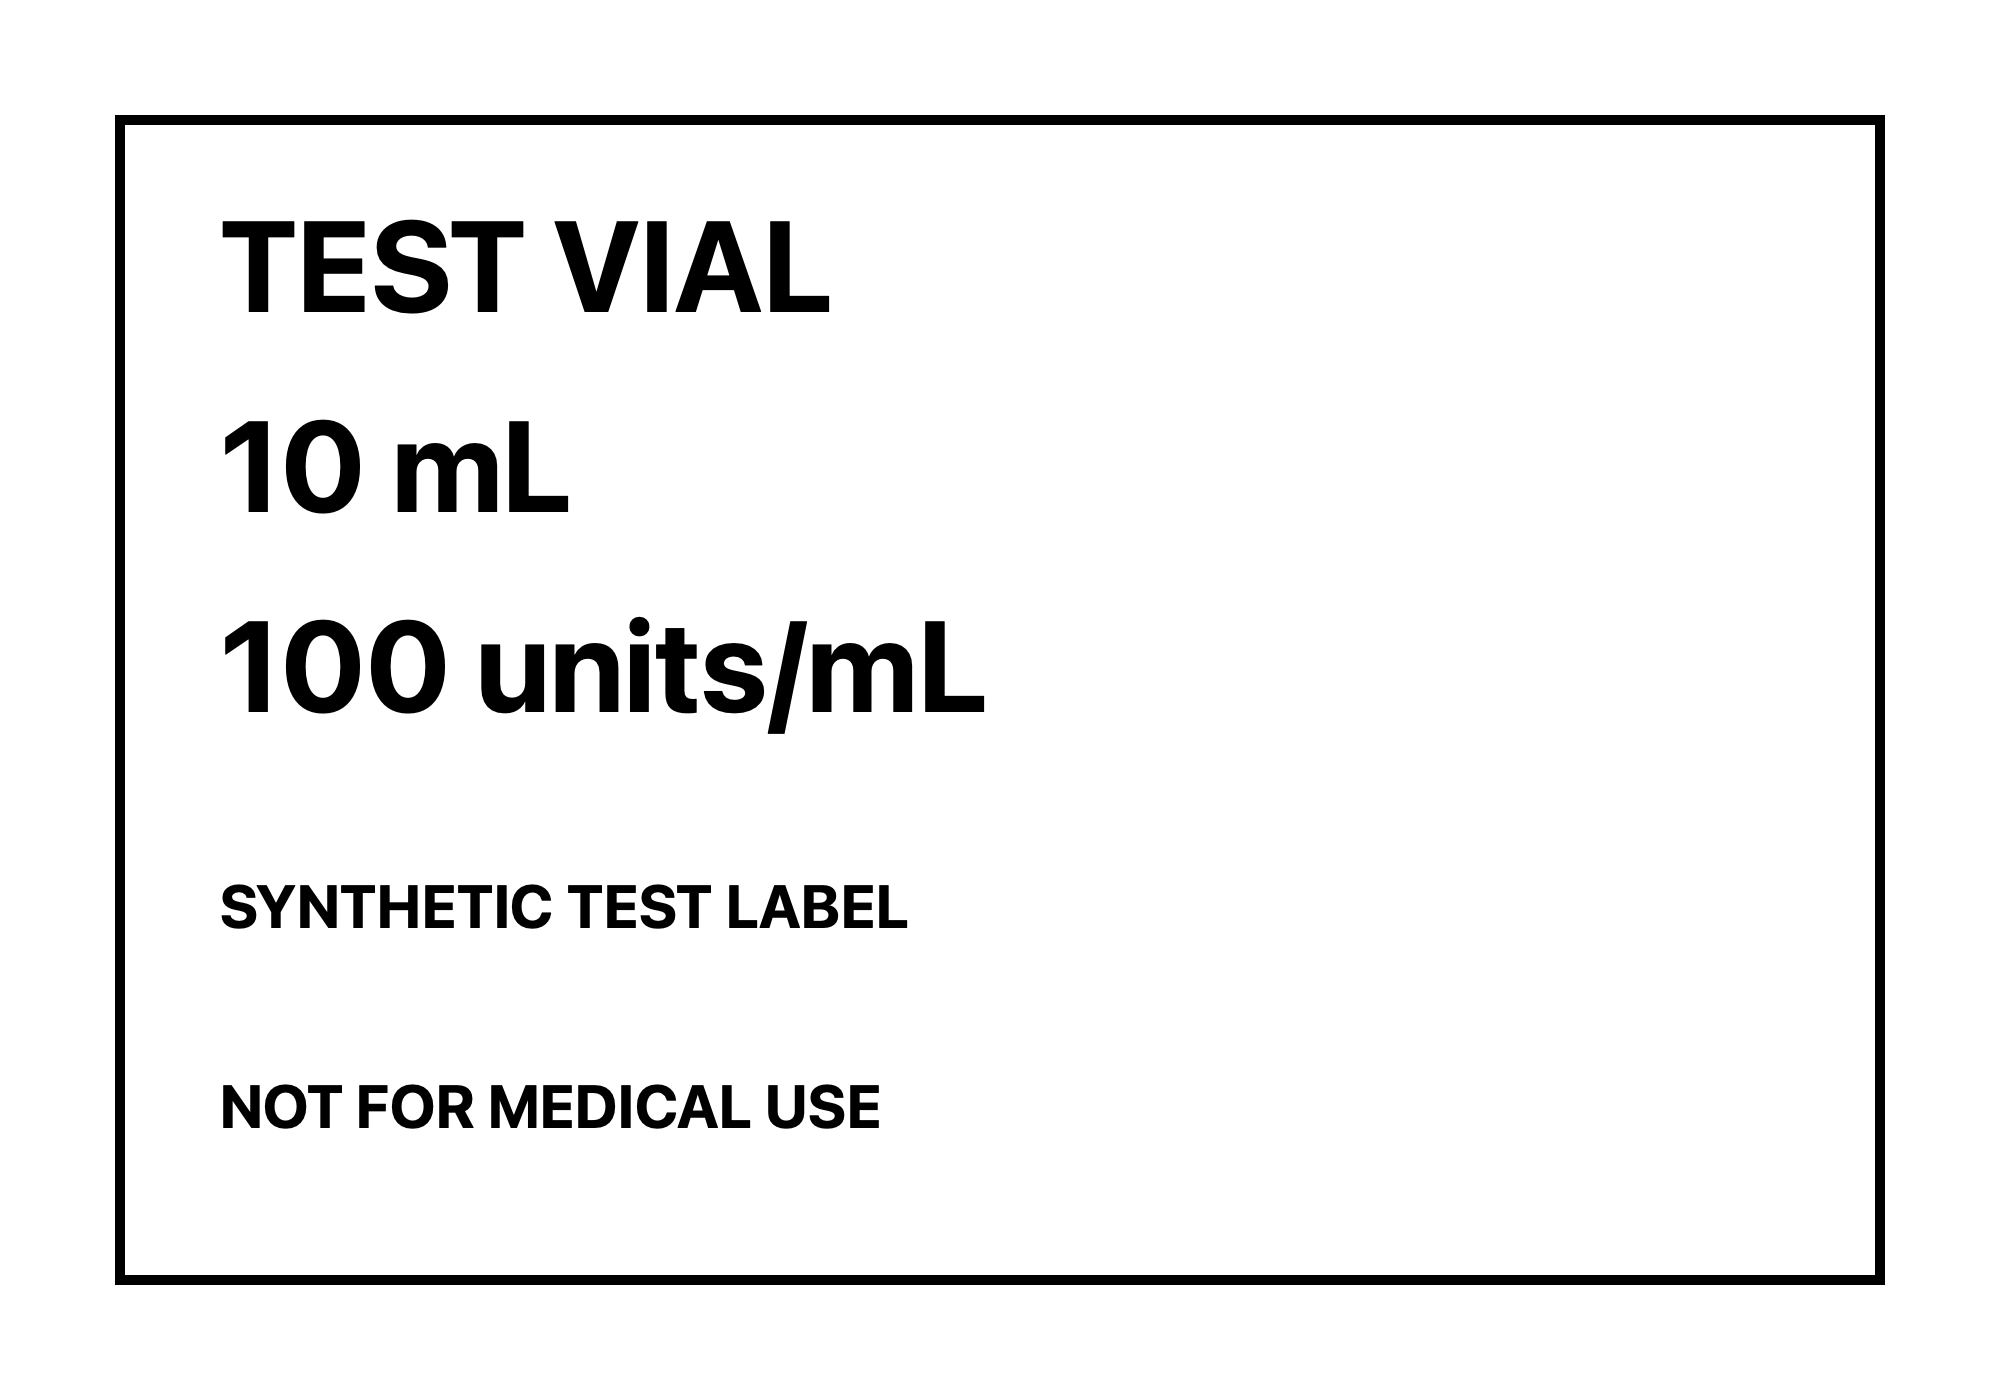 TEST VIAL
10 mL
100 units/mL
SYNTHETIC TEST LABEL
NOT FOR MEDICAL USE